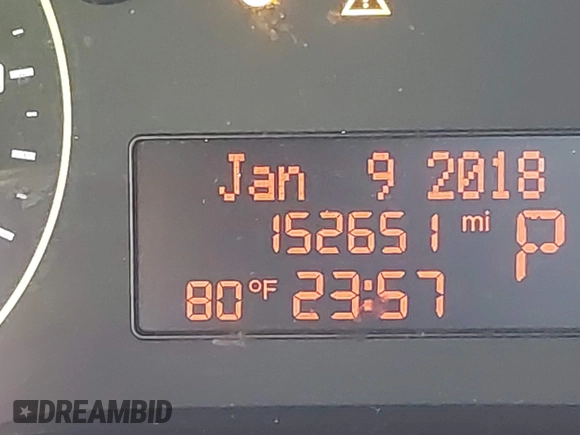 Jan 9 2018
152651 mi P
80°F 23:57
DREAMBID